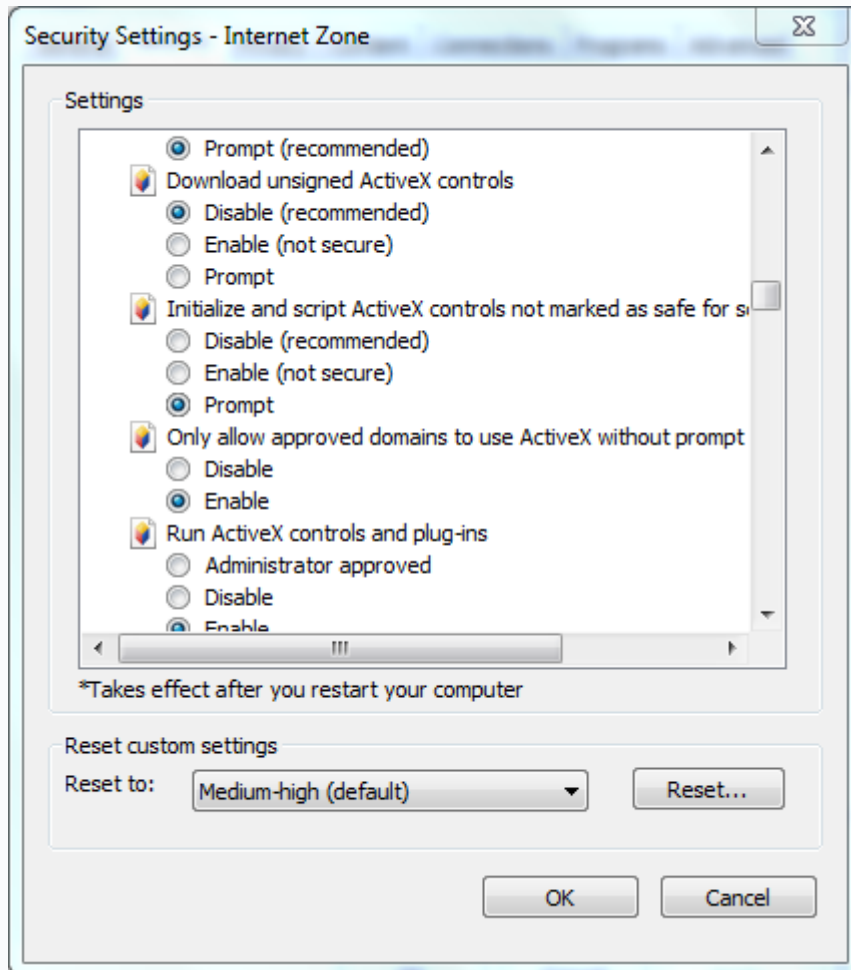 Security Settings - Internet Zone
Settings
Prompt (recommended)
Download unsigned ActiveX controls
Disable (recommended)
Enable (not secure)
Prompt
Initialize and script ActiveX controls not marked as safe for
Disable (recommended)
Enable (not secure)
Prompt
Only allow approved domains to use ActiveX without prompt
Disable
Enable
Run ActiveX controls and plug-ins
Administrator approved
Disable
Enable
*Takes effect after you restart your computer
Reset custom settings
Reset to:
Medium-high (default)
Reset...
OK
Cancel